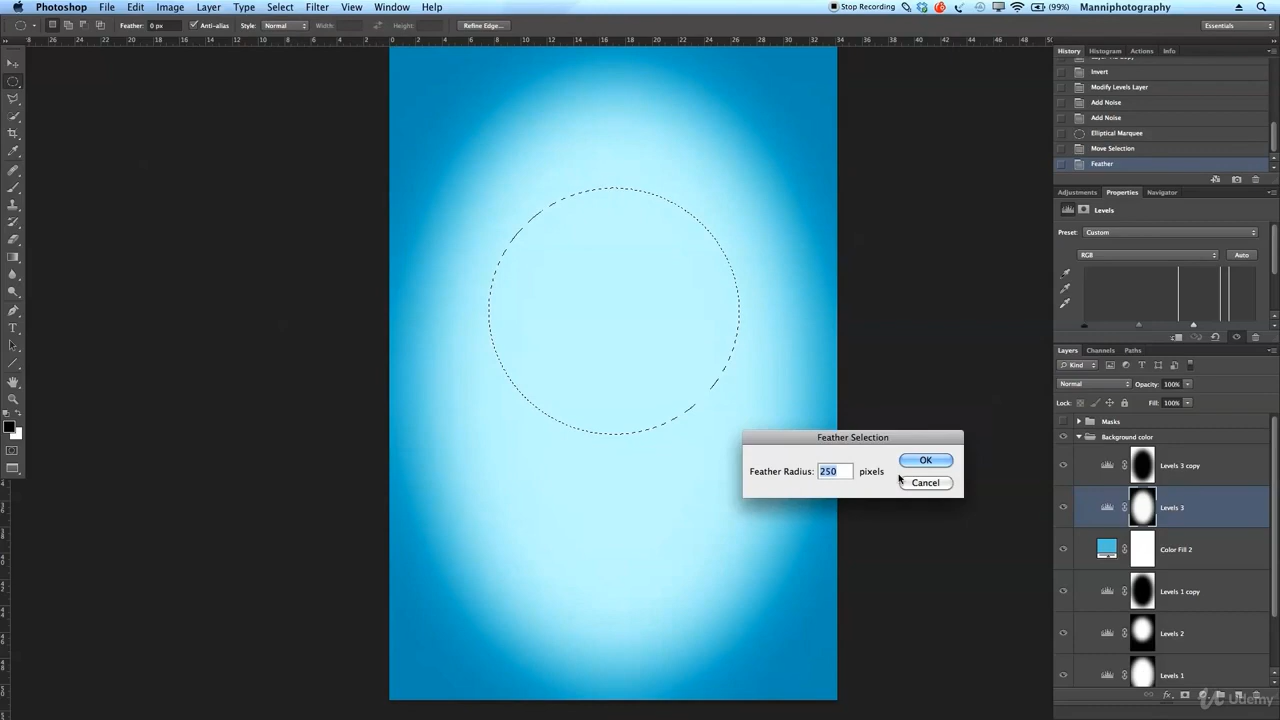 Photoshop File Edit Image Layer Type Select Filter View Window Help Stop Recording (99%) Manniphotography
Feather: 0 px Anti-alias Style: Normal Width: Height: Refine Edge... Essentials
History Histogram Actions Info
Invert
Modify Levels Layer
Add Noise
Add Noise
Elliptical Marquee
Move Selection
Feather
Adjustments Properties Navigator
Levels
Preset: Custom
RGB Auto
Layers Channels Paths
Kind
Normal Opacity: 100%
Lock: Fill: 100%
Masks
Background color
Levels 3 copy
Levels 3
Color Fill 2
Levels 1 copy
Levels 2
Levels 1
Feather Selection
Feather Radius: 250 pixels
OK
Cancel
Udemy